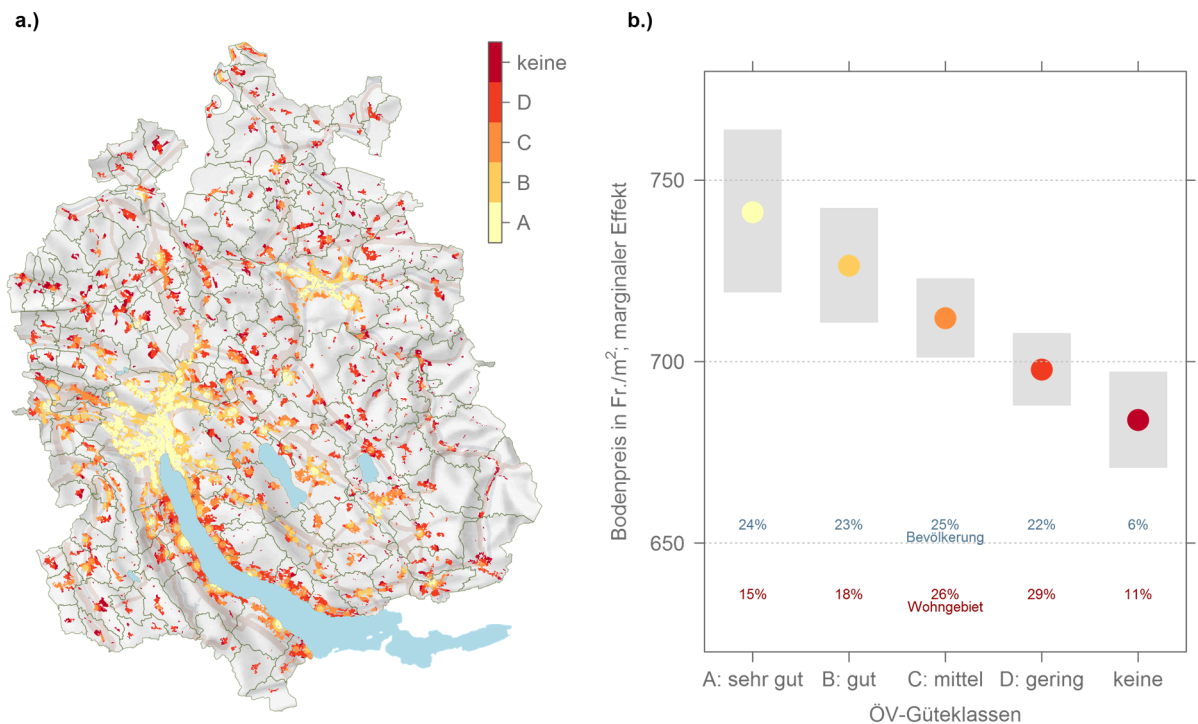 a.)
keine
D
C
B
A
b.)
Bodenpreis in Fr./m²; marginaler Effekt
750
700
650
24% 23% 25% 22% 6%
Bevölkerung
15% 18% 26% 29% 11%
Wohngebiet
A: sehr gut B: gut C: mittel D: gering keine
ÖV-Güteklassen